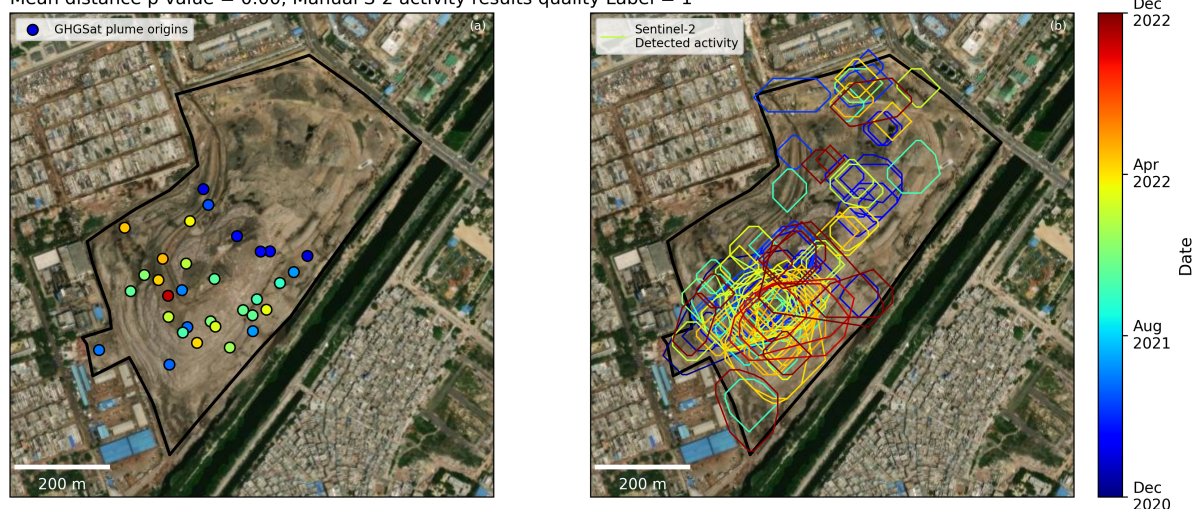 Mean distance p value = 0.00, Manual S-2 activity results quality Label = 1
GHGSat plume origins
(a)
200 m
Sentinel-2
Detected activity
(b)
200 m
Dec
2022
Apr
2022
Aug
2021
Dec
2020
Date